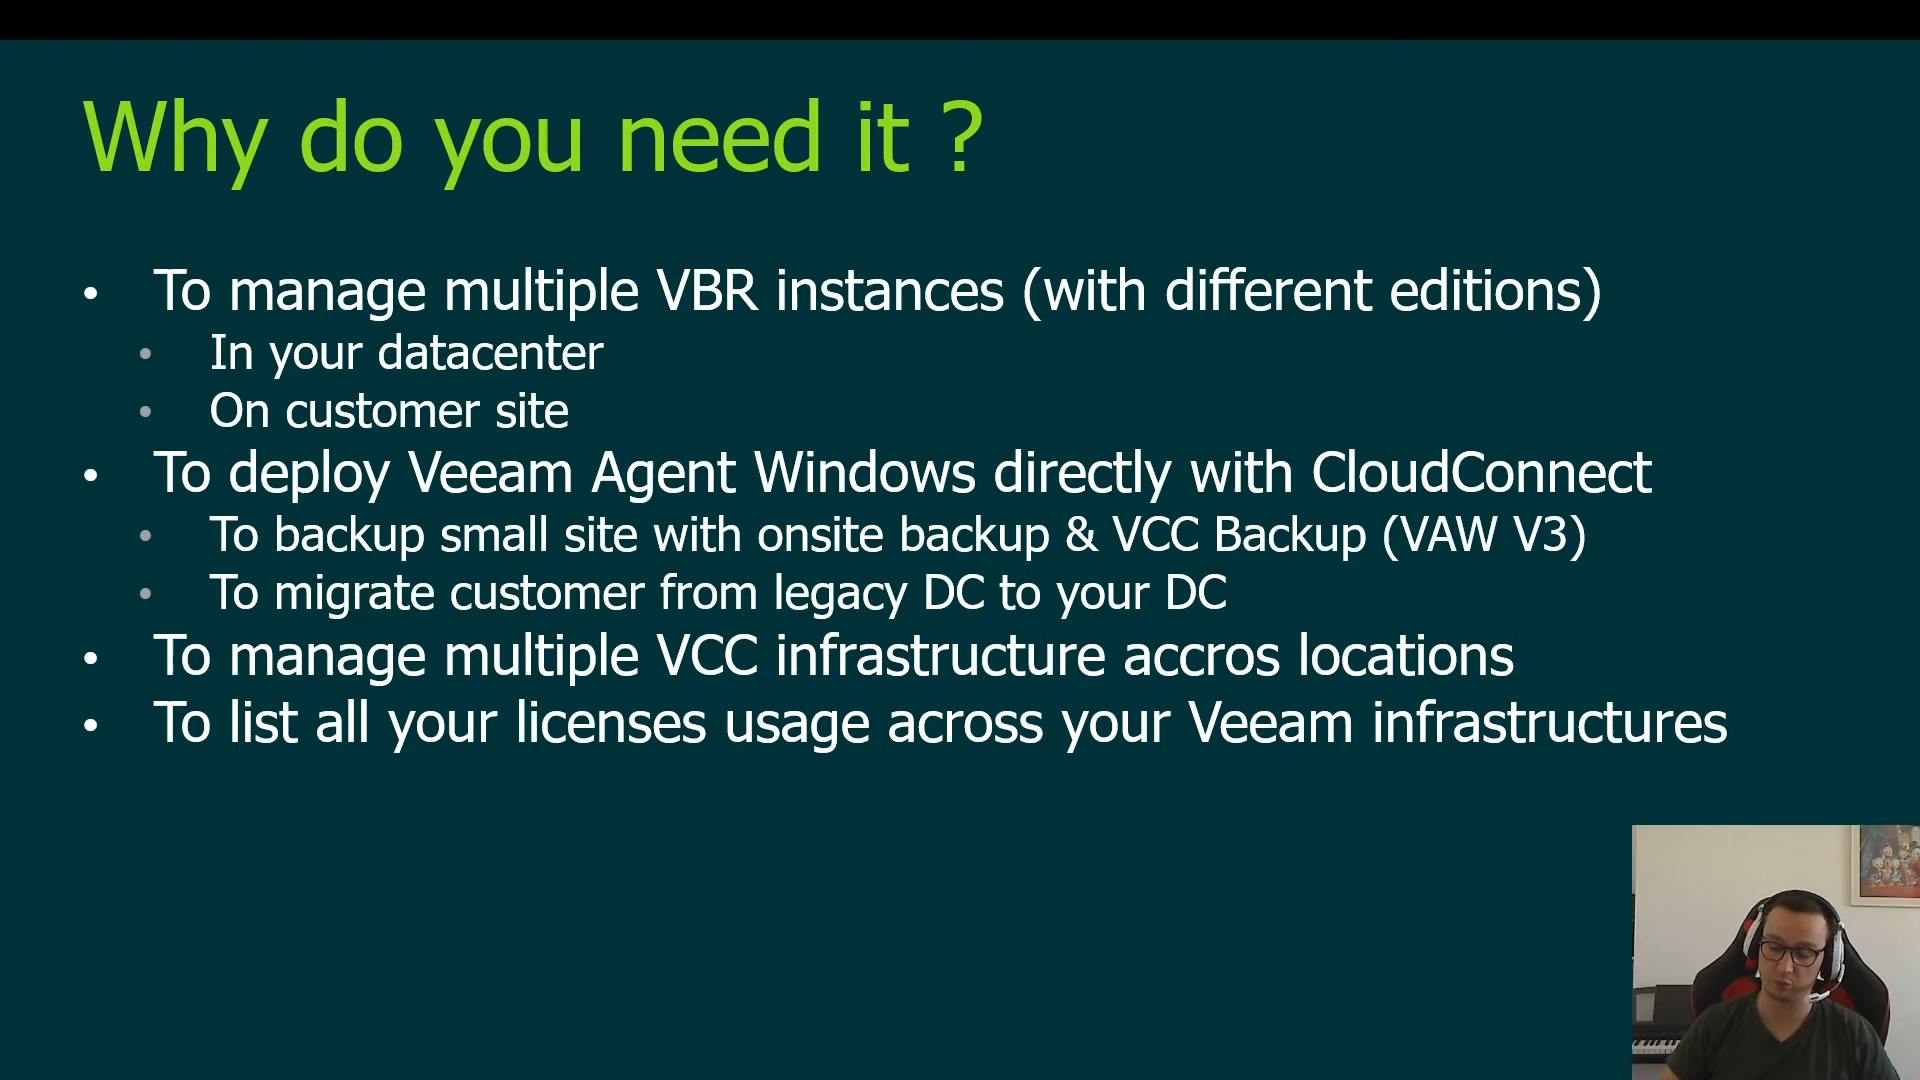 Why do you need it ?
• To manage multiple VBR instances (with different editions)
• In your datacenter
• On customer site
• To deploy Veeam Agent Windows directly with CloudConnect
• To backup small site with onsite backup & VCC Backup (VAW V3)
• To migrate customer from legacy DC to your DC
• To manage multiple VCC infrastructure accros locations
• To list all your licenses usage across your Veeam infrastructures